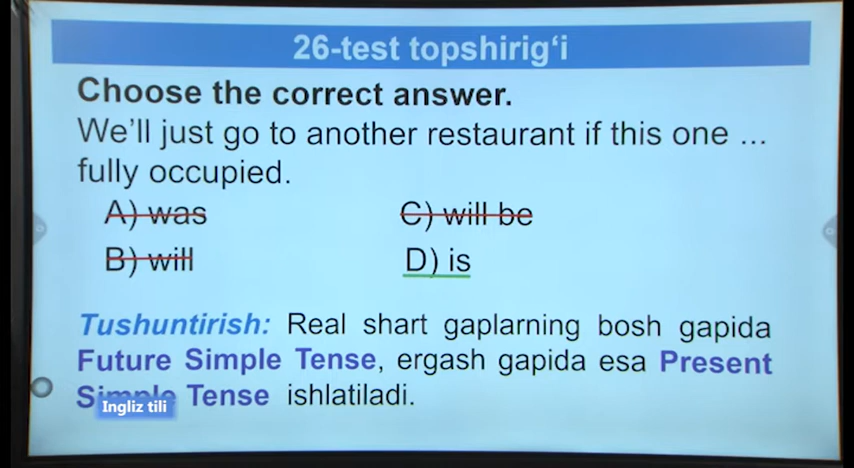 26-test topshirig‘i
Choose the correct answer.
We’ll just go to another restaurant if this one ...
fully occupied.
A) was C) will be
B) will D) is
Tushuntirish: Real shart gaplarning bosh gapida
Future Simple Tense, ergash gapida esa Present
Simple Tense ishlatiladi.
Ingliz tili